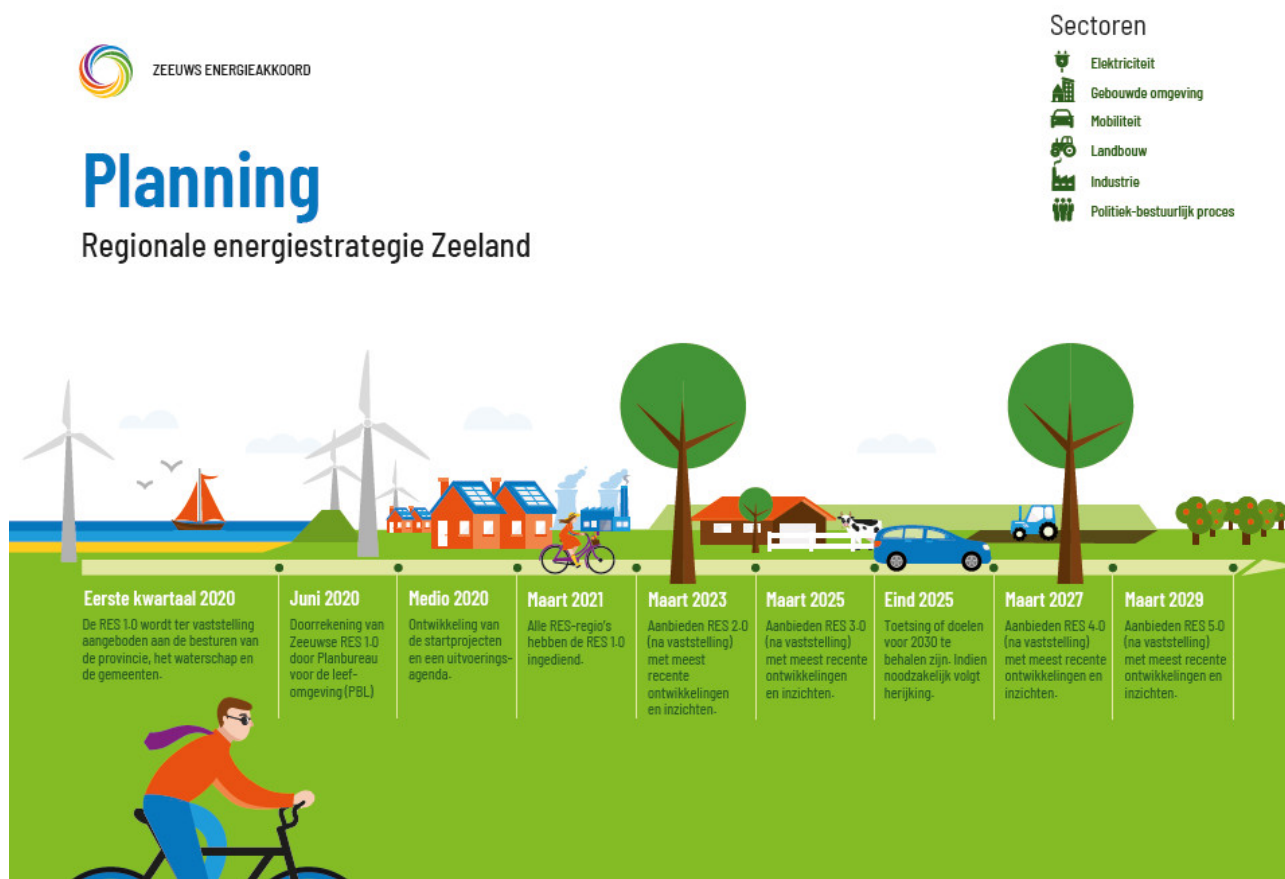 ZEEUWS ENERGIEAKKOORD
Planning
Regionale energiestrategie Zeeland
Sectoren
Elektriciteit
Gebouwde omgeving
Mobiliteit
Landbouw
Industrie
Politiek-bestuurlijk proces
Eerste kwartaal 2020
De RES 1.0 wordt ter vaststelling
aangeboden aan de besturen van
de provincie, het waterschap en
de gemeenten.
Juni 2020
Doorrekening van
Zeeuwse RES 1.0
door Planbureau
voor de leef-
omgeving (PBL)
Medio 2020
Ontwikkeling van
de startprojecten
en een uitvoerings-
agenda.
Maart 2021
Alle RES-regio's
hebben de RES 1.0
ingediend.
Maart 2023
Aanbieden RES 2.0
(na vaststelling)
met meest
recente
ontwikkelingen
en inzichten.
Maart 2025
Aanbieden RES 3.0
(na vaststelling)
met meest recente
ontwikkelingen
en inzichten.
Eind 2025
Toetsing of doelen
voor 2030 te
behalen zijn. Indien
noodzakelijk volgt
herijking.
Maart 2027
Aanbieden RES 4.0
(na vaststelling)
met meest recente
ontwikkelingen en
inzichten.
Maart 2029
Aanbieden RES 5.0
(na vaststelling)
met meest recente
ontwikkelingen en
inzichten.